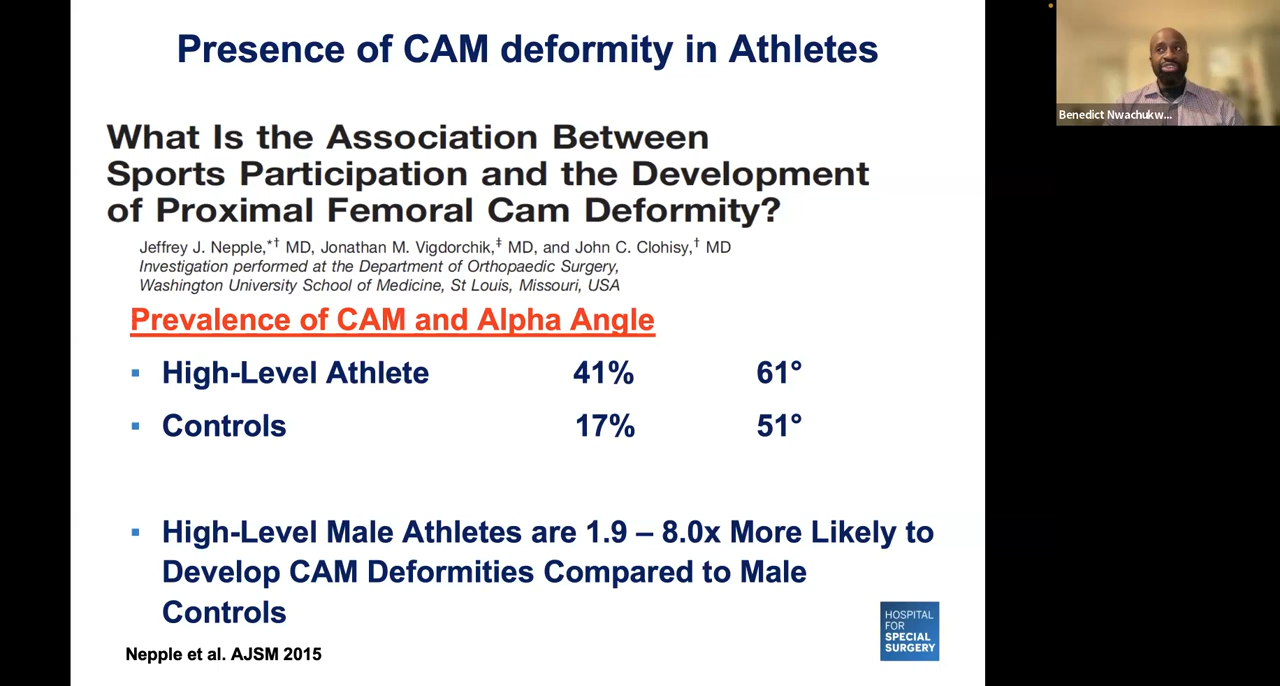 Presence of CAM deformity in Athletes
What Is the Association Between
Sports Participation and the Development
of Proximal Femoral Cam Deformity?
Jeffrey J. Nepple,*† MD, Jonathan M. Vigdorchik,‡ MD, and John C. Clohisy,† MD
Investigation performed at the Department of Orthopaedic Surgery,
Washington University School of Medicine, St Louis, Missouri, USA
Prevalence of CAM and Alpha Angle
▪ High-Level Athlete 41% 61°
▪ Controls 17% 51°
▪ High-Level Male Athletes are 1.9 – 8.0x More Likely to
Develop CAM Deformities Compared to Male
Controls
Nepple et al. AJSM 2015
HOSPITAL
FOR
SPECIAL
SURGERY
Benedict Nwachukw...